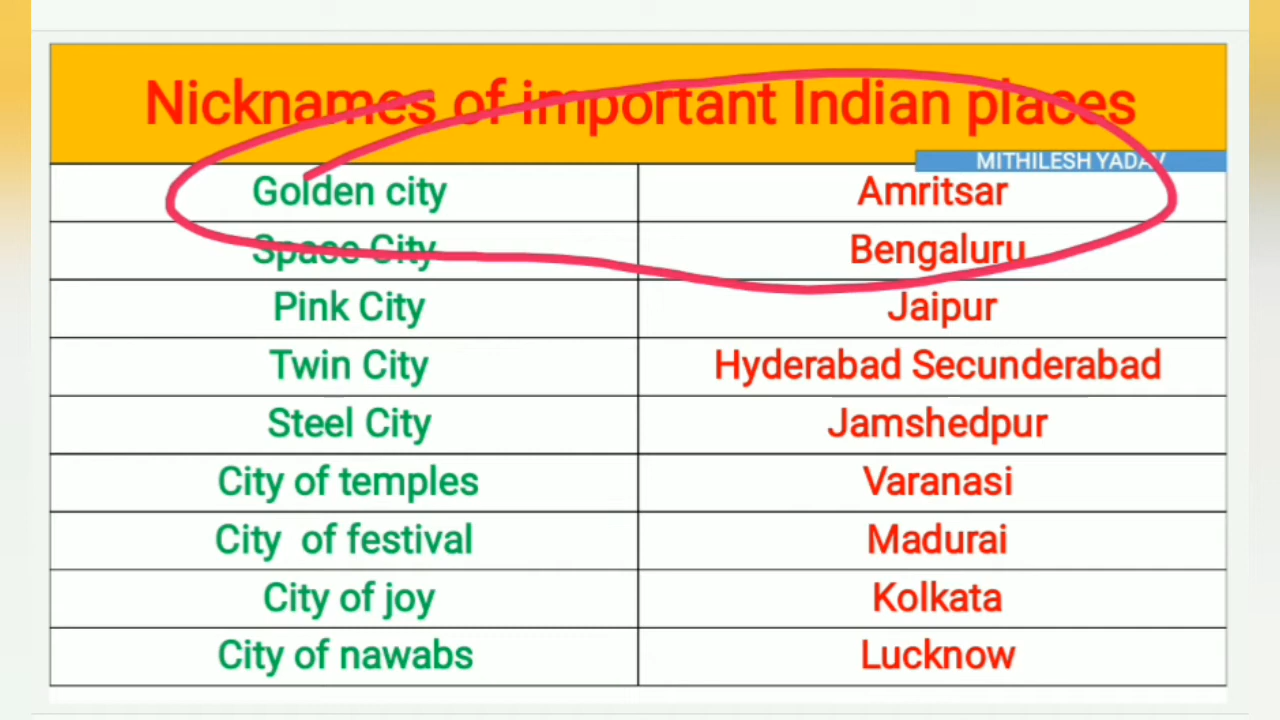 Nicknames of important Indian places
MITHILESH YADAV
Golden city Amritsar
Space City Bengaluru
Pink City Jaipur
Twin City Hyderabad Secunderabad
Steel City Jamshedpur
City of temples Varanasi
City of festival Madurai
City of joy Kolkata
City of nawabs Lucknow